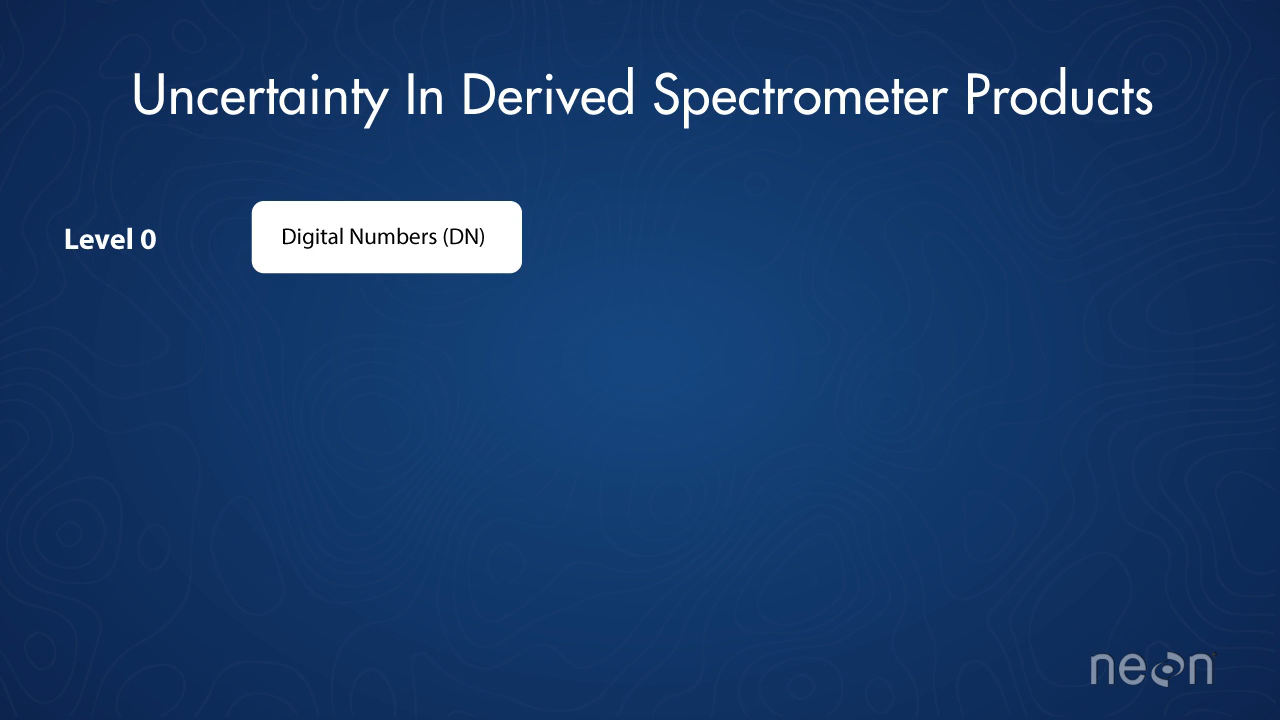 Uncertainty In Derived Spectrometer Products
Level 0
Digital Numbers (DN)
neon